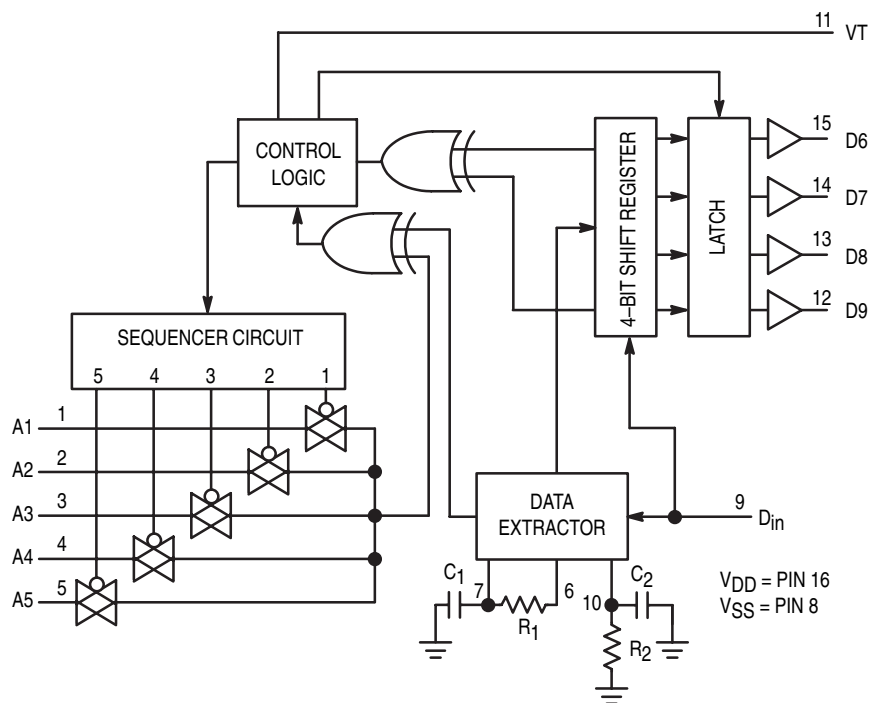 11 VT
CONTROL
LOGIC
4–BIT SHIFT REGISTER
LATCH
15 D6
14 D7
13 D8
12 D9
SEQUENCER CIRCUIT
5 4 3 2 1
A1 1
A2 2
A3 3
A4 4
A5 5
DATA
EXTRACTOR
9 Din
C1 7 R1 6 10 C2
R2
VDD = PIN 16
VSS = PIN 8